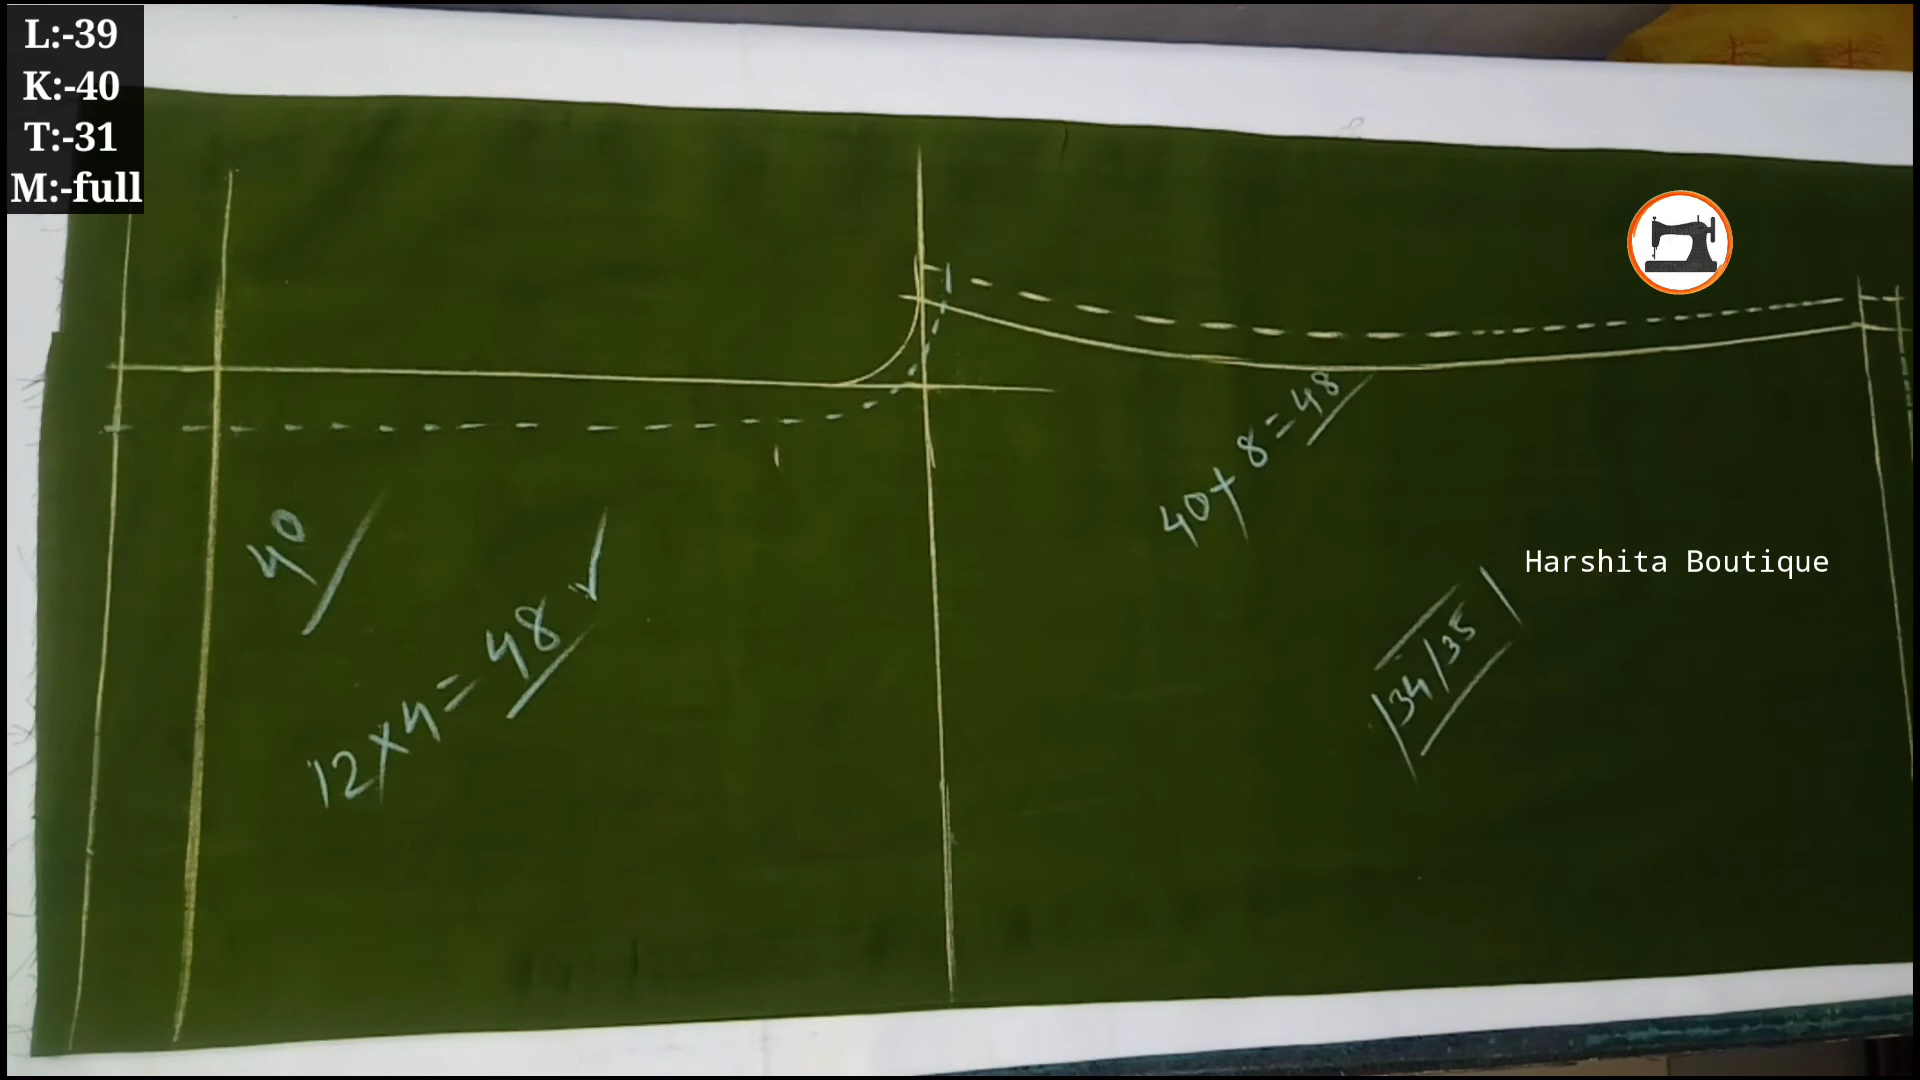 L:-39
K:-40
T:-31
M:-full
40
12x4=48 ✓
40+8=48
34/35
Harshita Boutique